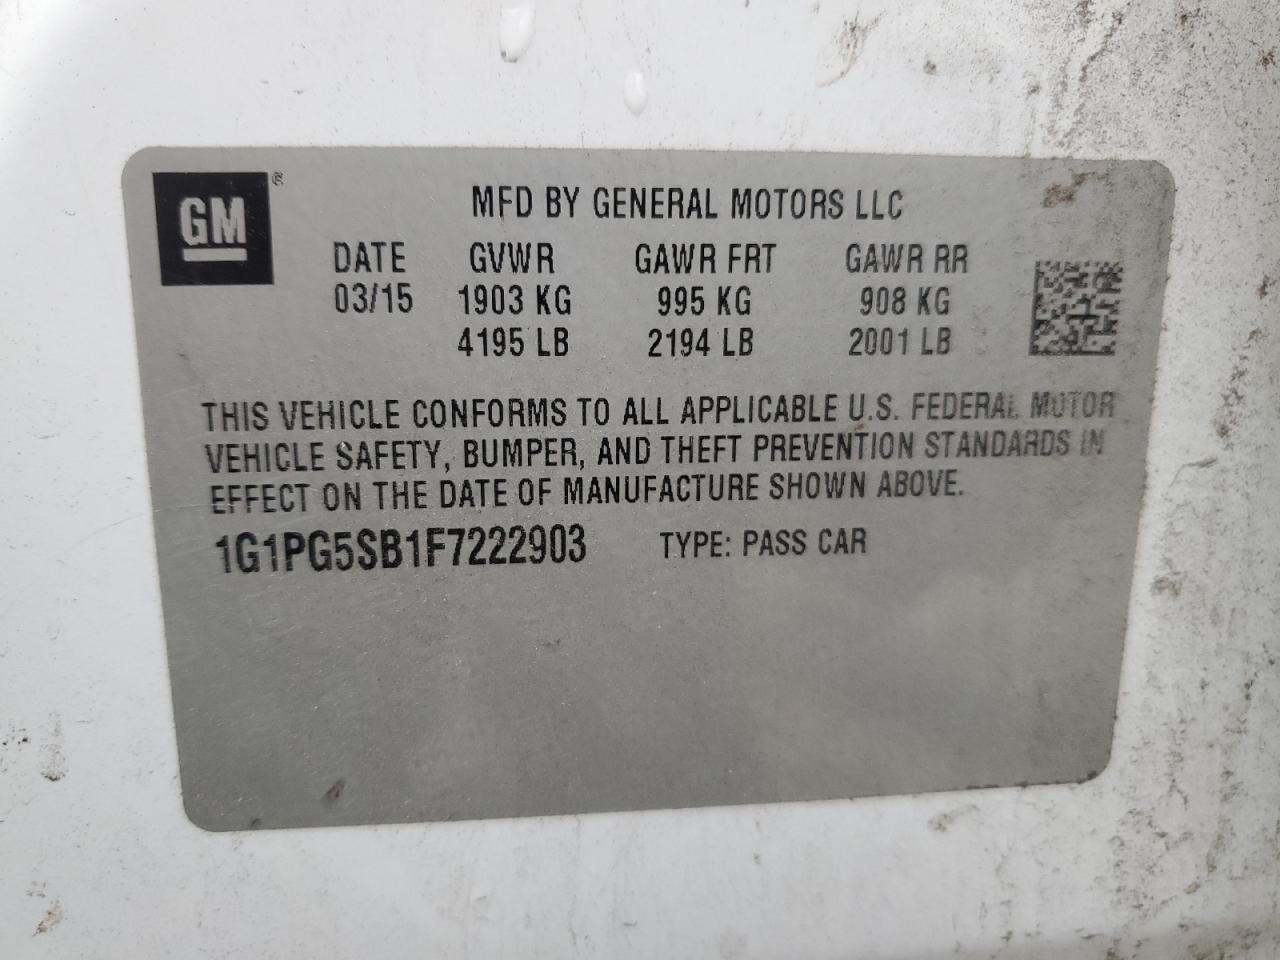 GM®
MFD BY GENERAL MOTORS LLC
DATE GVWR GAWR FRT GAWR RR
03/15 1903 KG 995 KG 908 KG
4195 LB 2194 LB 2001 LB
THIS VEHICLE CONFORMS TO ALL APPLICABLE U.S. FEDERAL MOTOR
VEHICLE SAFETY, BUMPER, AND THEFT PREVENTION STANDARDS IN
EFFECT ON THE DATE OF MANUFACTURE SHOWN ABOVE.
1G1PG5SB1F7222903 TYPE: PASS CAR